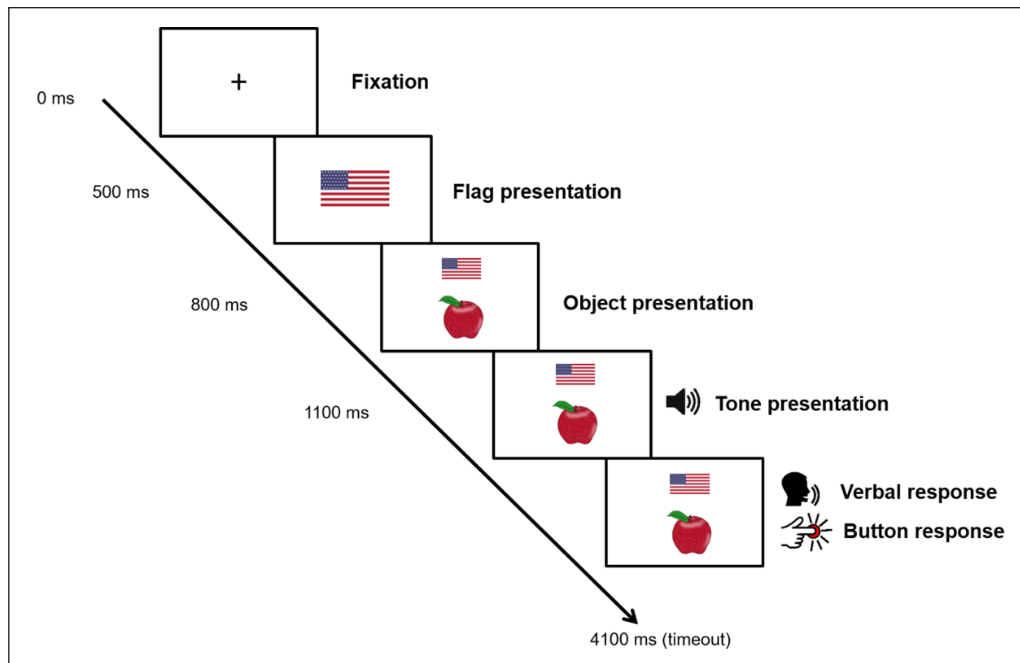 +
Fixation
0 ms
500 ms
Flag presentation
800 ms
Object presentation
1100 ms
Tone presentation
Verbal response
Button response
4100 ms (timeout)